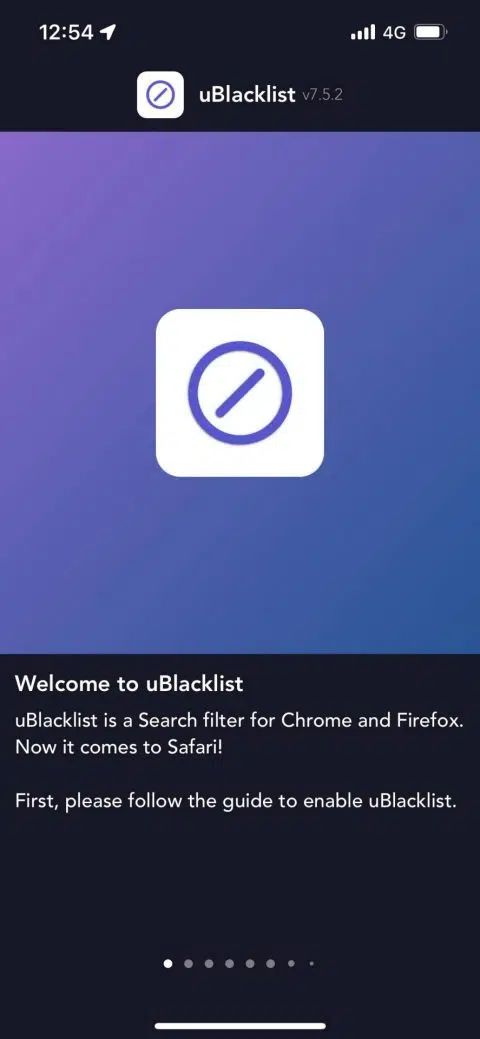 12:54 4G
uBlacklist v7.5.2
Welcome to uBlacklist
uBlacklist is a Search filter for Chrome and Firefox.
Now it comes to Safari!
First, please follow the guide to enable uBlacklist.